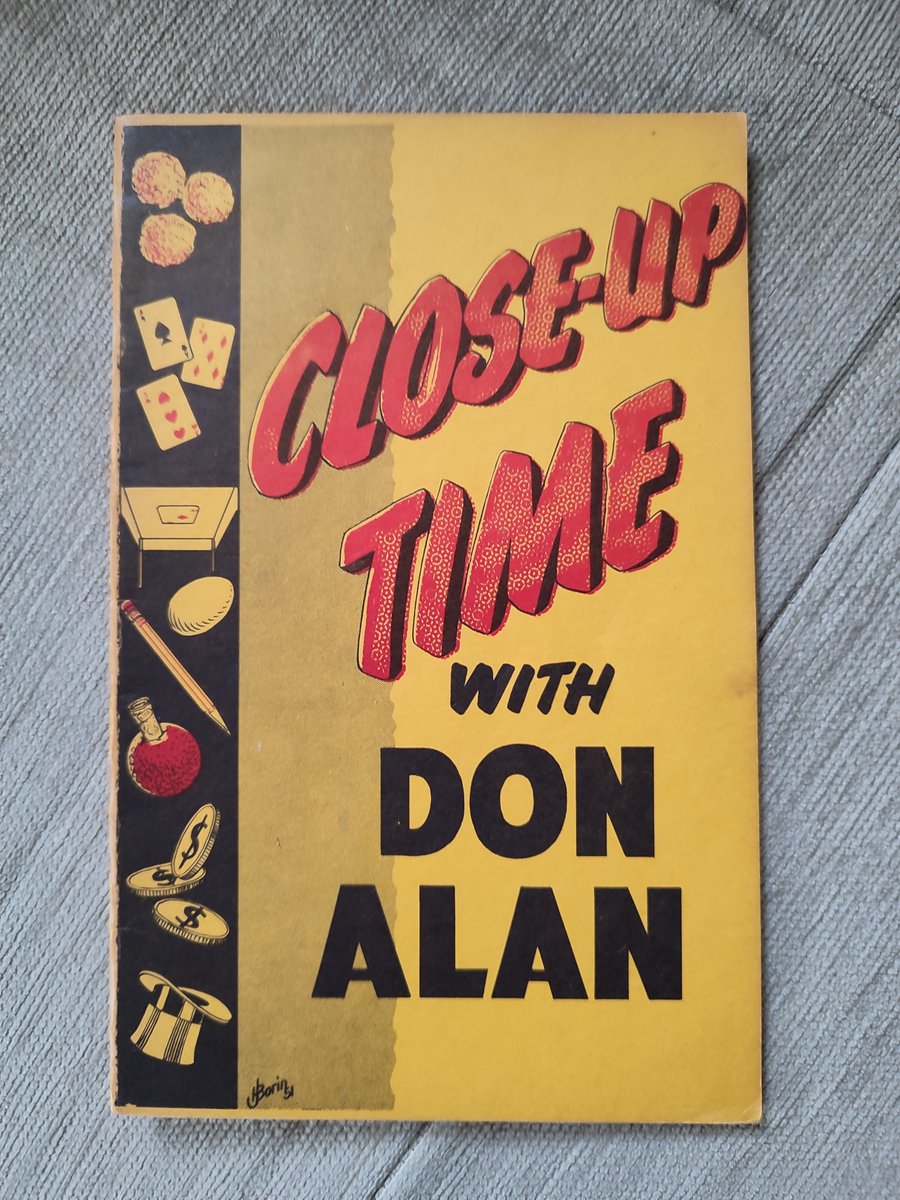 CLOSE-UP
TIME
WITH
DON
ALAN
$
$
$